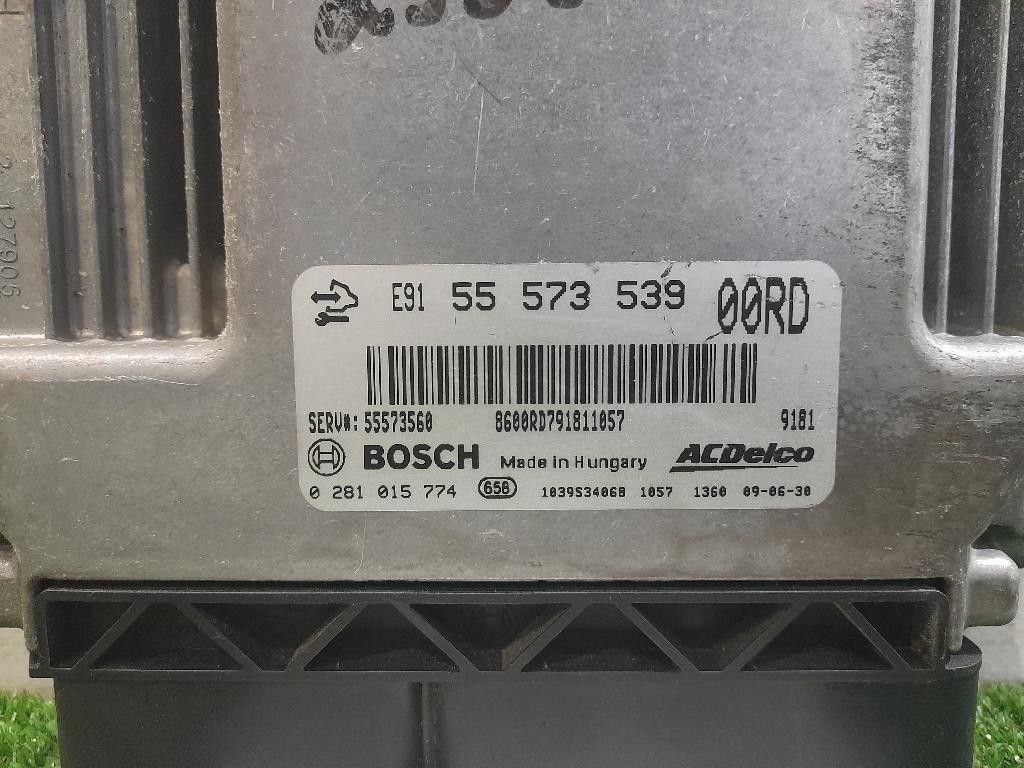 E91 55 573 539 00RD
SERV#: 55573560 8600RD791811057 9181
BOSCH Made in Hungary ACDelco
0 281 015 774 658 1039S34068 1057 1360 09-06-30